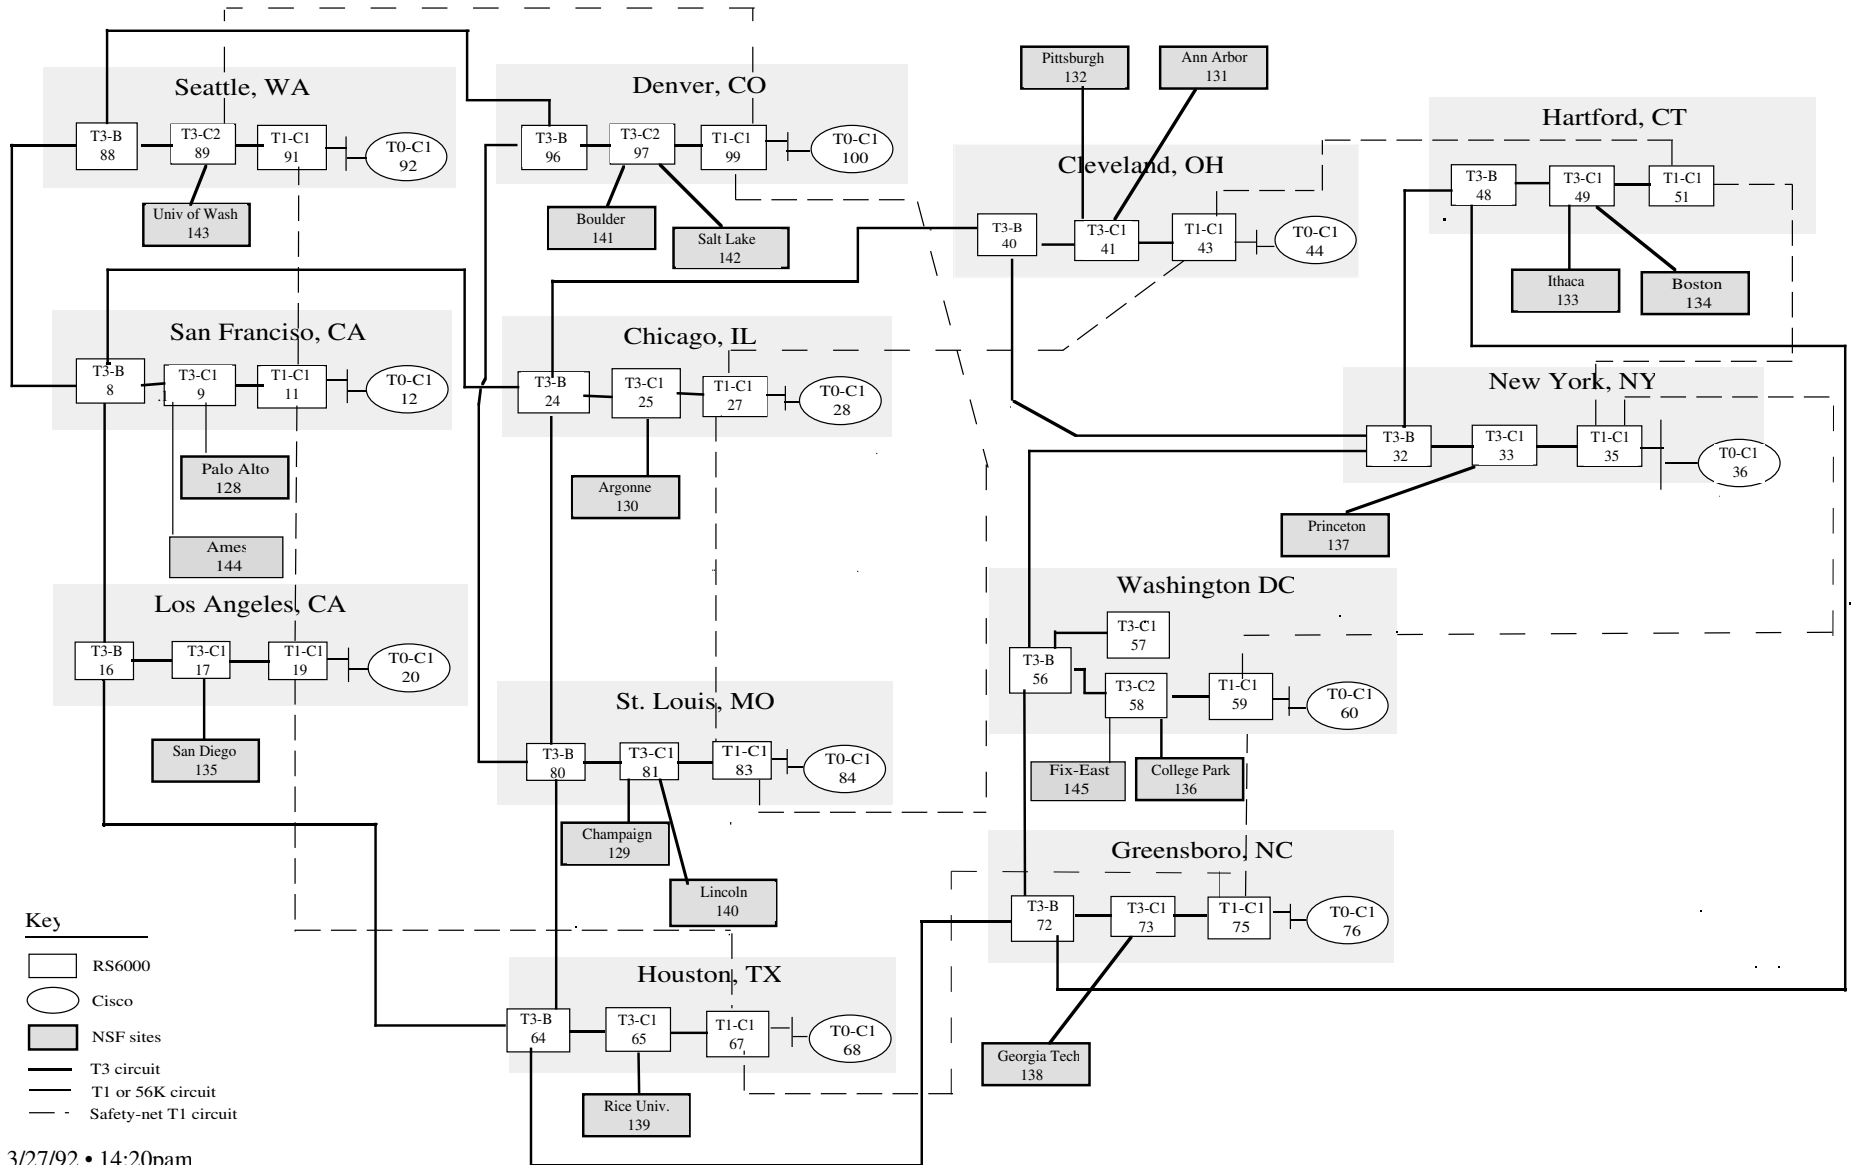 Seattle, WA
T3-B
88
T3-C2
89
T1-C1
91
T0-C1
92
Univ of Wash
143
Denver, CO
T3-B
96
T3-C2
97
T1-C1
99
T0-C1
100
Boulder
141
Salt Lake
142
Pittsburgh
132
Ann Arbor
131
Cleveland, OH
T3-B
40
T3-C1
41
T1-C1
43
T0-C1
44
Hartford, CT
T3-B
48
T3-C1
49
T1-C1
51
Ithaca
133
Boston
134
San Franciso, CA
T3-B
8
T3-C1
9
.1
T1-C1
11
T0-C1
12
Palo Alto
128
Ames
144
Chicago, IL
T3-B
24
T3-C1
25
T1-C1
27
T0-C1
28
Argonne
130
New York, NY
T3-B
32
T3-C1
33
T1-C1
35
T0-C1
36
Princeton
137
Los Angeles, CA
T3-B
16
T3-C1
17
T1-C1
19
T0-C1
20
San Diego
135
St. Louis, MO
T3-B
80
T3-C1
81
T1-C1
83
T0-C1
84
Champaign
129
Lincoln
140
Washington DC
T3-C1
57
T3-B
56
T3-C2
58
T1-C1
59
T0-C1
60
Fix-East
145
College Park
136
Greensboro, NC
T3-B
72
T3-C1
73
T1-C1
75
T0-C1
76
Georgia Tech
138
Houston, TX
T3-B
64
T3-C1
65
T1-C1
67
T0-C1
68
Rice Univ.
139
Key
RS6000
Cisco
NSF sites
T3 circuit
T1 or 56K circuit
Safety-net T1 circuit
3/27/92 • 14:20pam